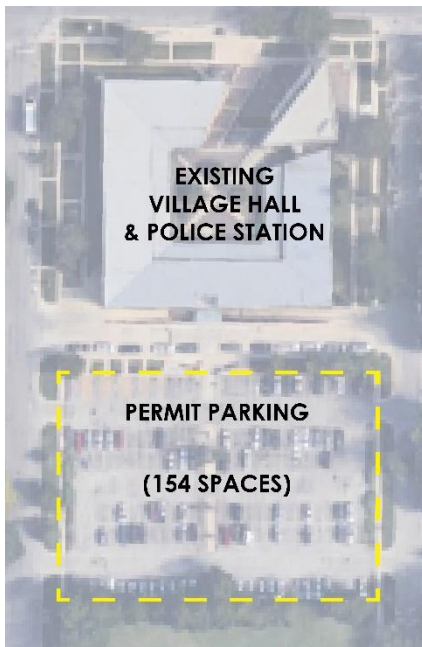 EXISTING
VILLAGE HALL
& POLICE STATION
PERMIT PARKING
(154 SPACES)